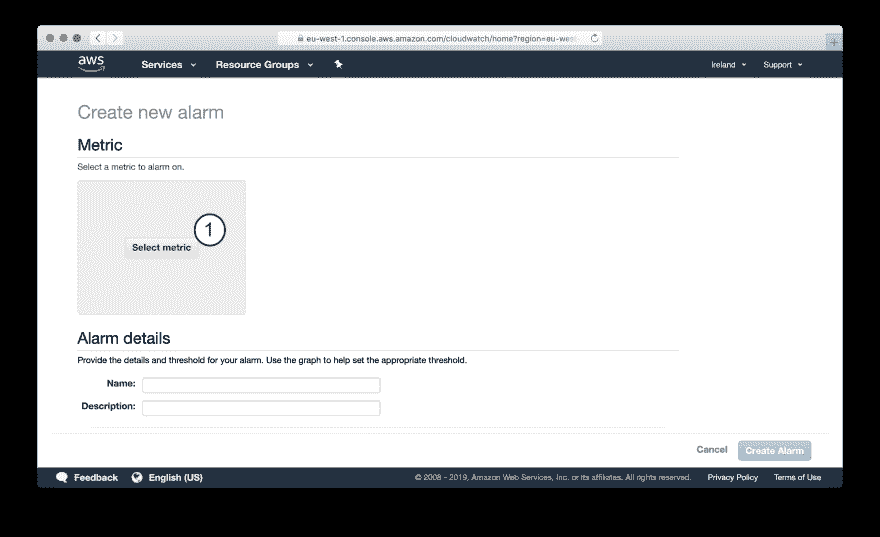 eu-west-1.console.aws.amazon.com/cloudwatch/home?region=eu-west-
aws
Services
Resource Groups
Ireland
Support
Create new alarm
Metric
Select a metric to alarm on.
1
Select metric
Alarm details
Provide the details and threshold for your alarm. Use the graph to help set the appropriate threshold.
Name:
Description:
Cancel
Create Alarm
Feedback
English (US)
© 2008 - 2019, Amazon Web Services, Inc. or its affiliates. All rights reserved.
Privacy Policy
Terms of Use